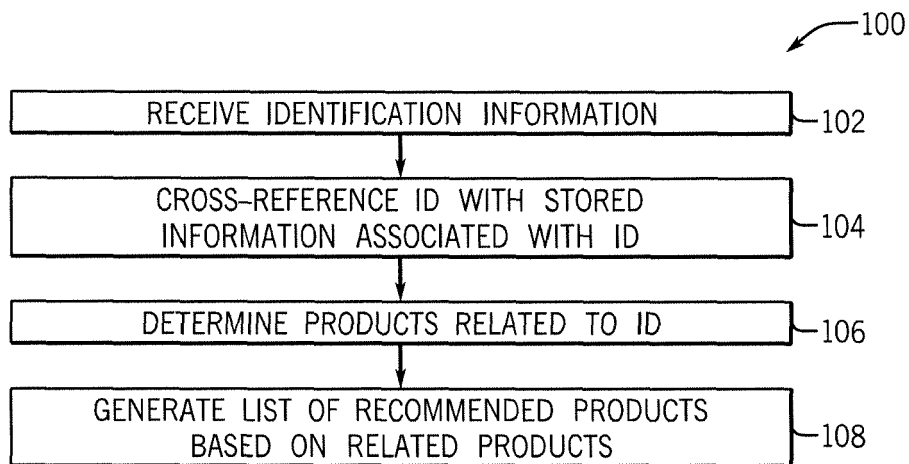 100
RECEIVE IDENTIFICATION INFORMATION
102
CROSS-REFERENCE ID WITH STORED
INFORMATION ASSOCIATED WITH ID
104
DETERMINE PRODUCTS RELATED TO ID
106
GENERATE LIST OF RECOMMENDED PRODUCTS
BASED ON RELATED PRODUCTS
108